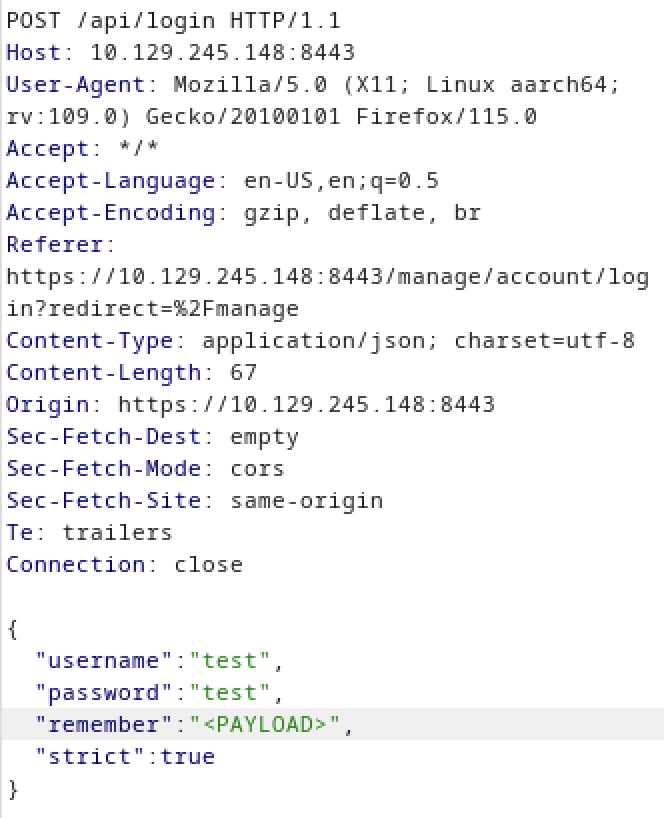 POST /api/login HTTP/1.1
Host: 10.129.245.148:8443
User-Agent: Mozilla/5.0 (X11; Linux aarch64;
rv:109.0) Gecko/20100101 Firefox/115.0
Accept: */*
Accept-Language: en-US,en;q=0.5
Accept-Encoding: gzip, deflate, br
Referer:
https://10.129.245.148:8443/manage/account/log
in?redirect=%2Fmanage
Content-Type: application/json; charset=utf-8
Content-Length: 67
Origin: https://10.129.245.148:8443
Sec-Fetch-Dest: empty
Sec-Fetch-Mode: cors
Sec-Fetch-Site: same-origin
Te: trailers
Connection: close

{
  "username":"test",
  "password":"test",
  "remember":"<PAYLOAD>",
  "strict":true
}